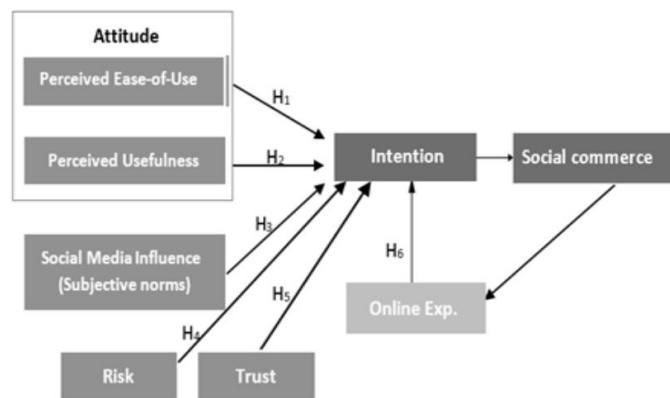 Attitude
Perceived Ease-of-Use
H1
Perceived Usefulness
H2
Intention
Social commerce
H3
Social Media Influence
(Subjective norms)
H6
H5
Online Exp.
H4
Risk
Trust